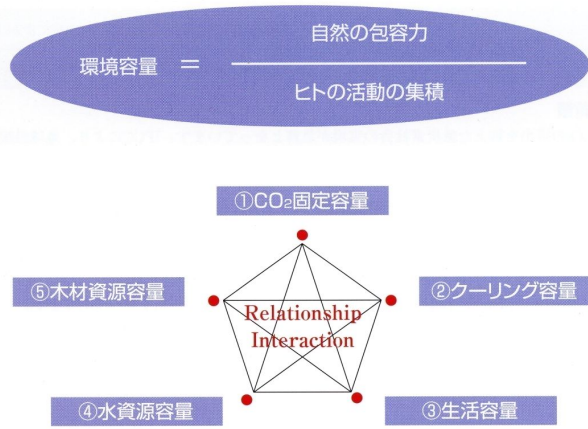 環境容量 = 自然の包容力
ヒトの活動の集積
①CO₂固定容量
⑤木材資源容量
②クーリング容量
Relationship
Interaction
④水資源容量
③生活容量